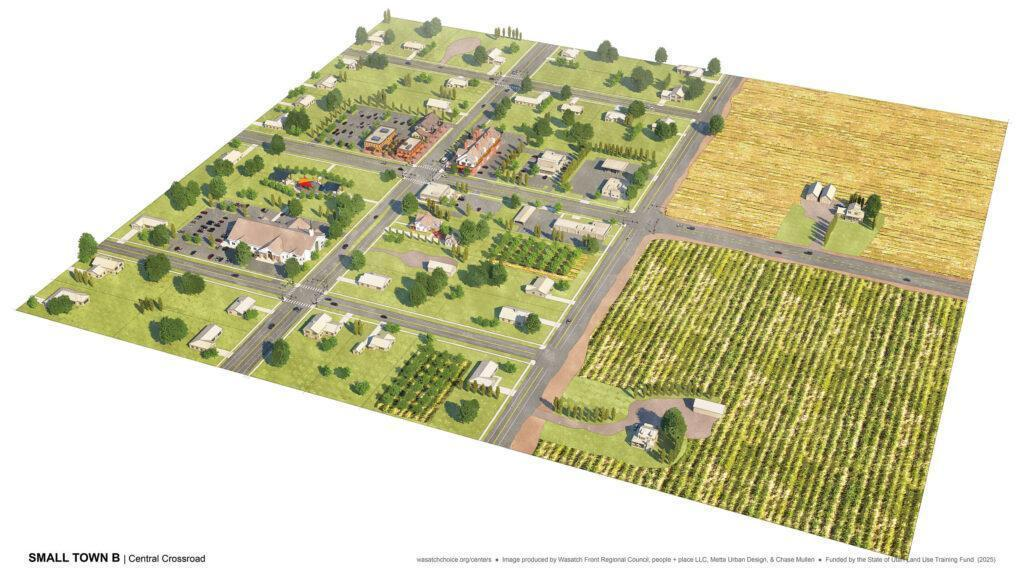 SMALL TOWN B | Central Crossroad
wasatchchoice.org/centers ● Image produced by Wasatch Front Regional Council, people + place LLC, Metta Urban Design, & Chase Mullen ● Funded by the State of Utah Land Use Training Fund (2025)